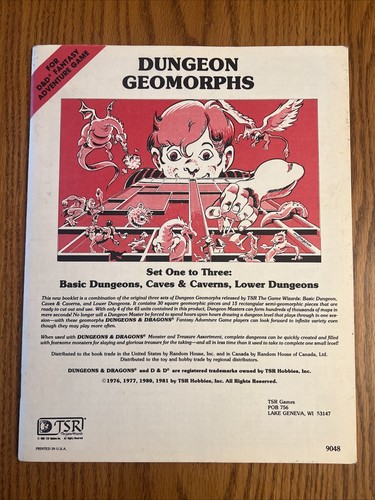 FOR
D&D® FANTASY
ADVENTURE GAME
DUNGEON
GEOMORPHS
Set One to Three:
Basic Dungeons, Caves & Caverns, Lower Dungeons
This new booklet is a combination of the original three sets of Dungeon Geomorphs released by TSR The Game Wizards: Basic Dungeon,
Caves & Caverns, and Lower Dungeons. It contains 30 square geomorphic pieces and 15 rectangular semi-geomorphic pieces that are
ready to cut out and use. With only 4 of the 45 units contained in this product, Dungeon Masters can form hundreds of thousands of maps in
mere seconds! No longer will a Dungeon Master be forced to spend hours upon hours drawing a dungeon level that plays through in one ses-
sion—with these geomorphs DUNGEONS & DRAGONS® Fantasy Adventure Game players can look forward to infinite variety even
though they may play more often.
When used with DUNGEONS & DRAGONS® Monster and Treasure Assortment, complete dungeons can be quickly created and filled
with fearsome monsters for slaying and glorious treasure for the taking—and all in less time than it used to take to complete one small level!
Distributed to the book trade in the United States by Random House, Inc. and in Canada by Random House of Canada, Ltd.
Distributed to the toy and hobby trade by regional distributors.
DUNGEONS & DRAGONS® and D & D® are registered trademarks owned by TSR Hobbies, Inc.
©1976, 1977, 1980, 1981 by TSR Hobbies, Inc. All Rights Reserved.
TSR Games
POB 756
LAKE GENEVA, WI 53147
TSR
PRINTED IN U.S.A.
9048